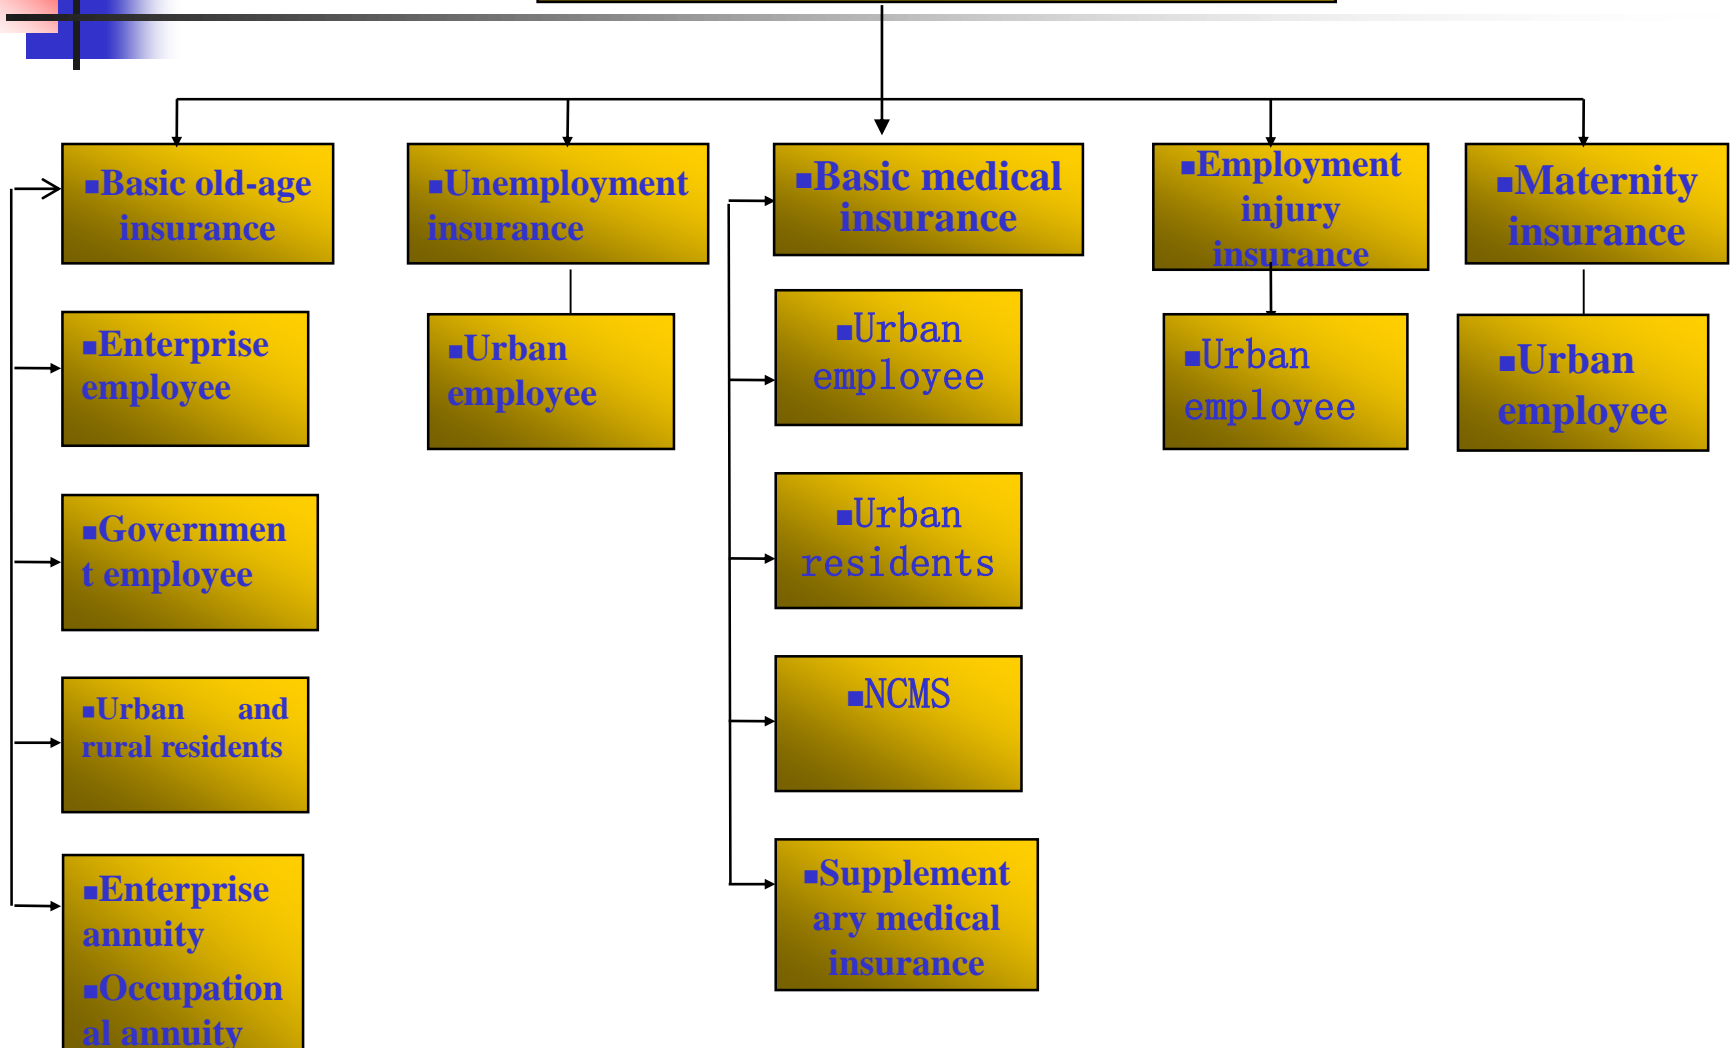 ■Basic old-age
insurance
■Unemployment
insurance
■Basic medical
insurance
■Employment
injury
insurance
■Maternity
insurance
■Enterprise
employee
■Urban
employee
■Urban
employee
■Urban
employee
■Urban
employee
■Governmen
t employee
■Urban
residents
■Urban and
rural residents
■NCMS
■Enterprise
annuity
■Occupation
al annuity
■Supplement
ary medical
insurance